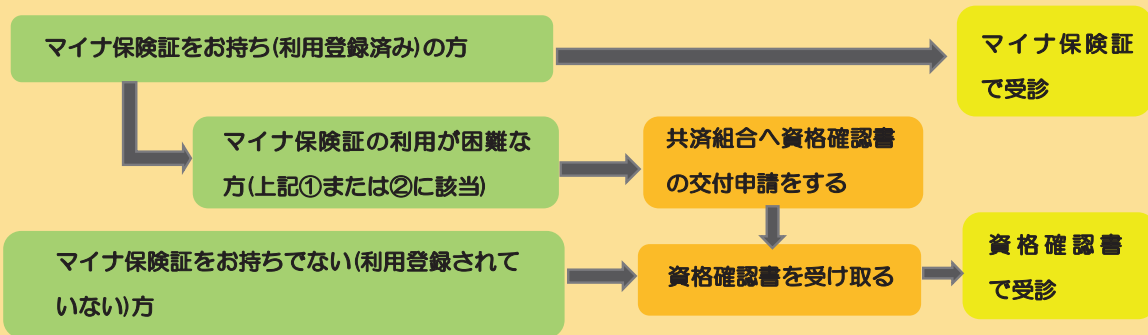 マイナ保険証をお持ち(利用登録済み)の方
マイナ保険証
で受診
マイナ保険証の利用が困難な
方(上記①または②に該当)
共済組合へ資格確認書
の交付申請をする
マイナ保険証をお持ちでない(利用登録されて
いない)方
資格確認書を受け取る
資格確認書
で受診